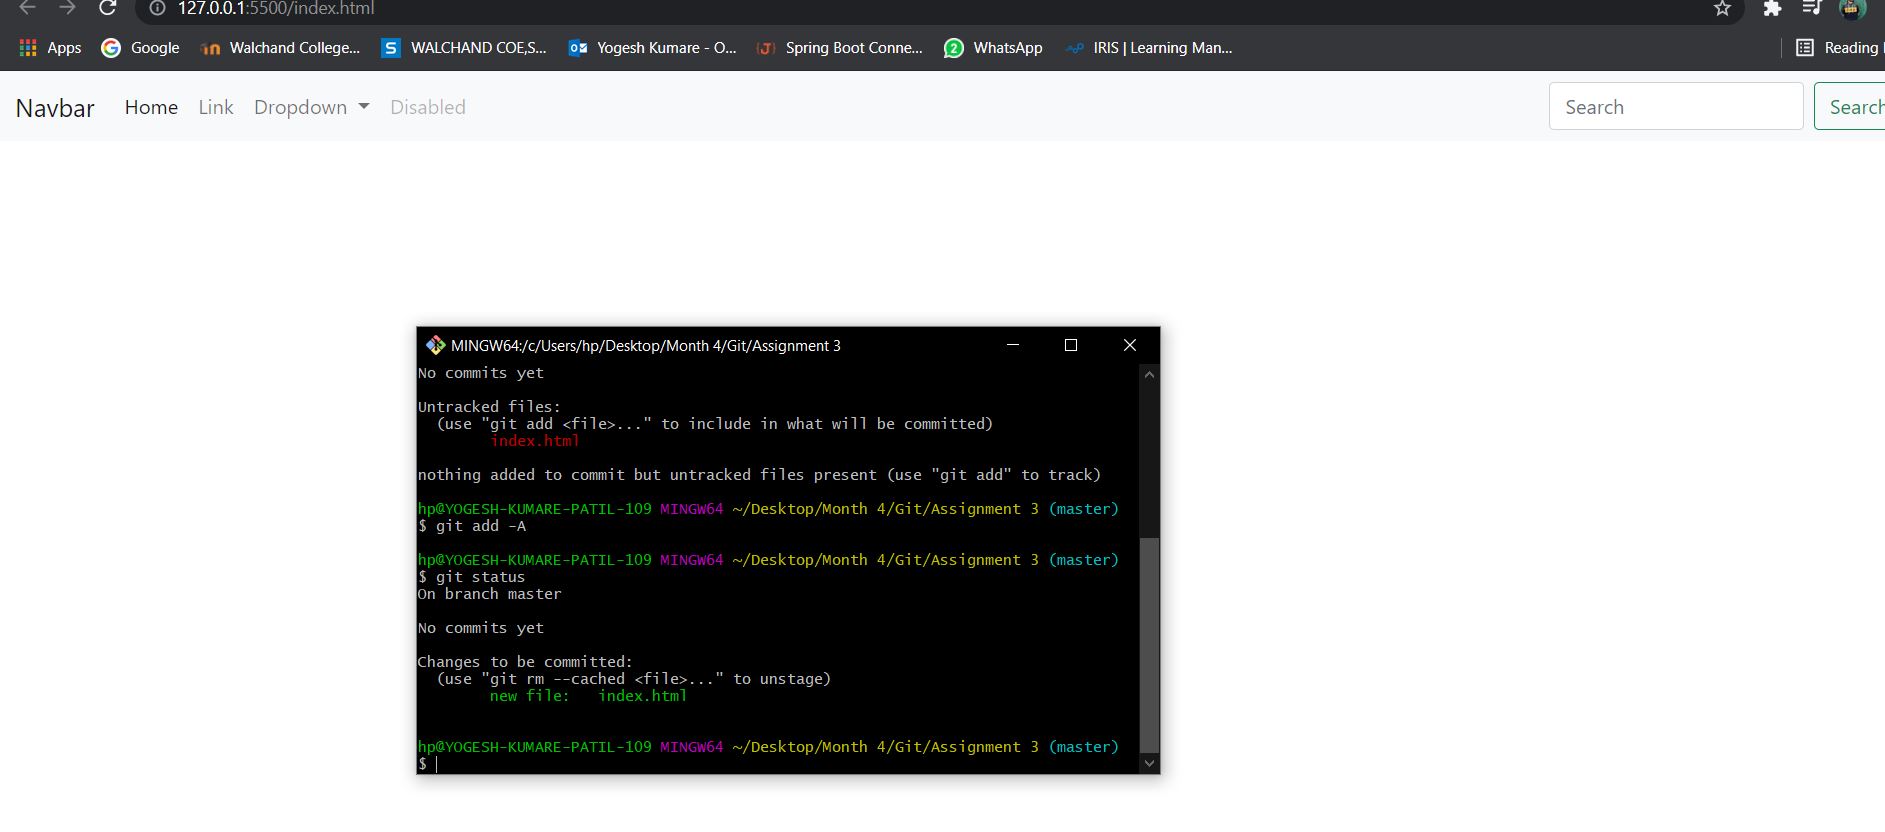 127.0.0.1:5500/index.html
Apps Google Walchand College... WALCHAND COE,S... Yogesh Kumare - O... Spring Boot Conne... WhatsApp IRIS | Learning Man... Reading
Navbar Home Link Dropdown Disabled Search Search
MINGW64:/c/Users/hp/Desktop/Month 4/Git/Assignment 3
No commits yet
Untracked files:
(use "git add <file>..." to include in what will be committed)
index.html
nothing added to commit but untracked files present (use "git add" to track)
hp@YOGESH-KUMARE-PATIL-109 MINGW64 ~/Desktop/Month 4/Git/Assignment 3 (master)
$ git add -A
hp@YOGESH-KUMARE-PATIL-109 MINGW64 ~/Desktop/Month 4/Git/Assignment 3 (master)
$ git status
On branch master
No commits yet
Changes to be committed:
(use "git rm --cached <file>..." to unstage)
new file:   index.html
hp@YOGESH-KUMARE-PATIL-109 MINGW64 ~/Desktop/Month 4/Git/Assignment 3 (master)
$